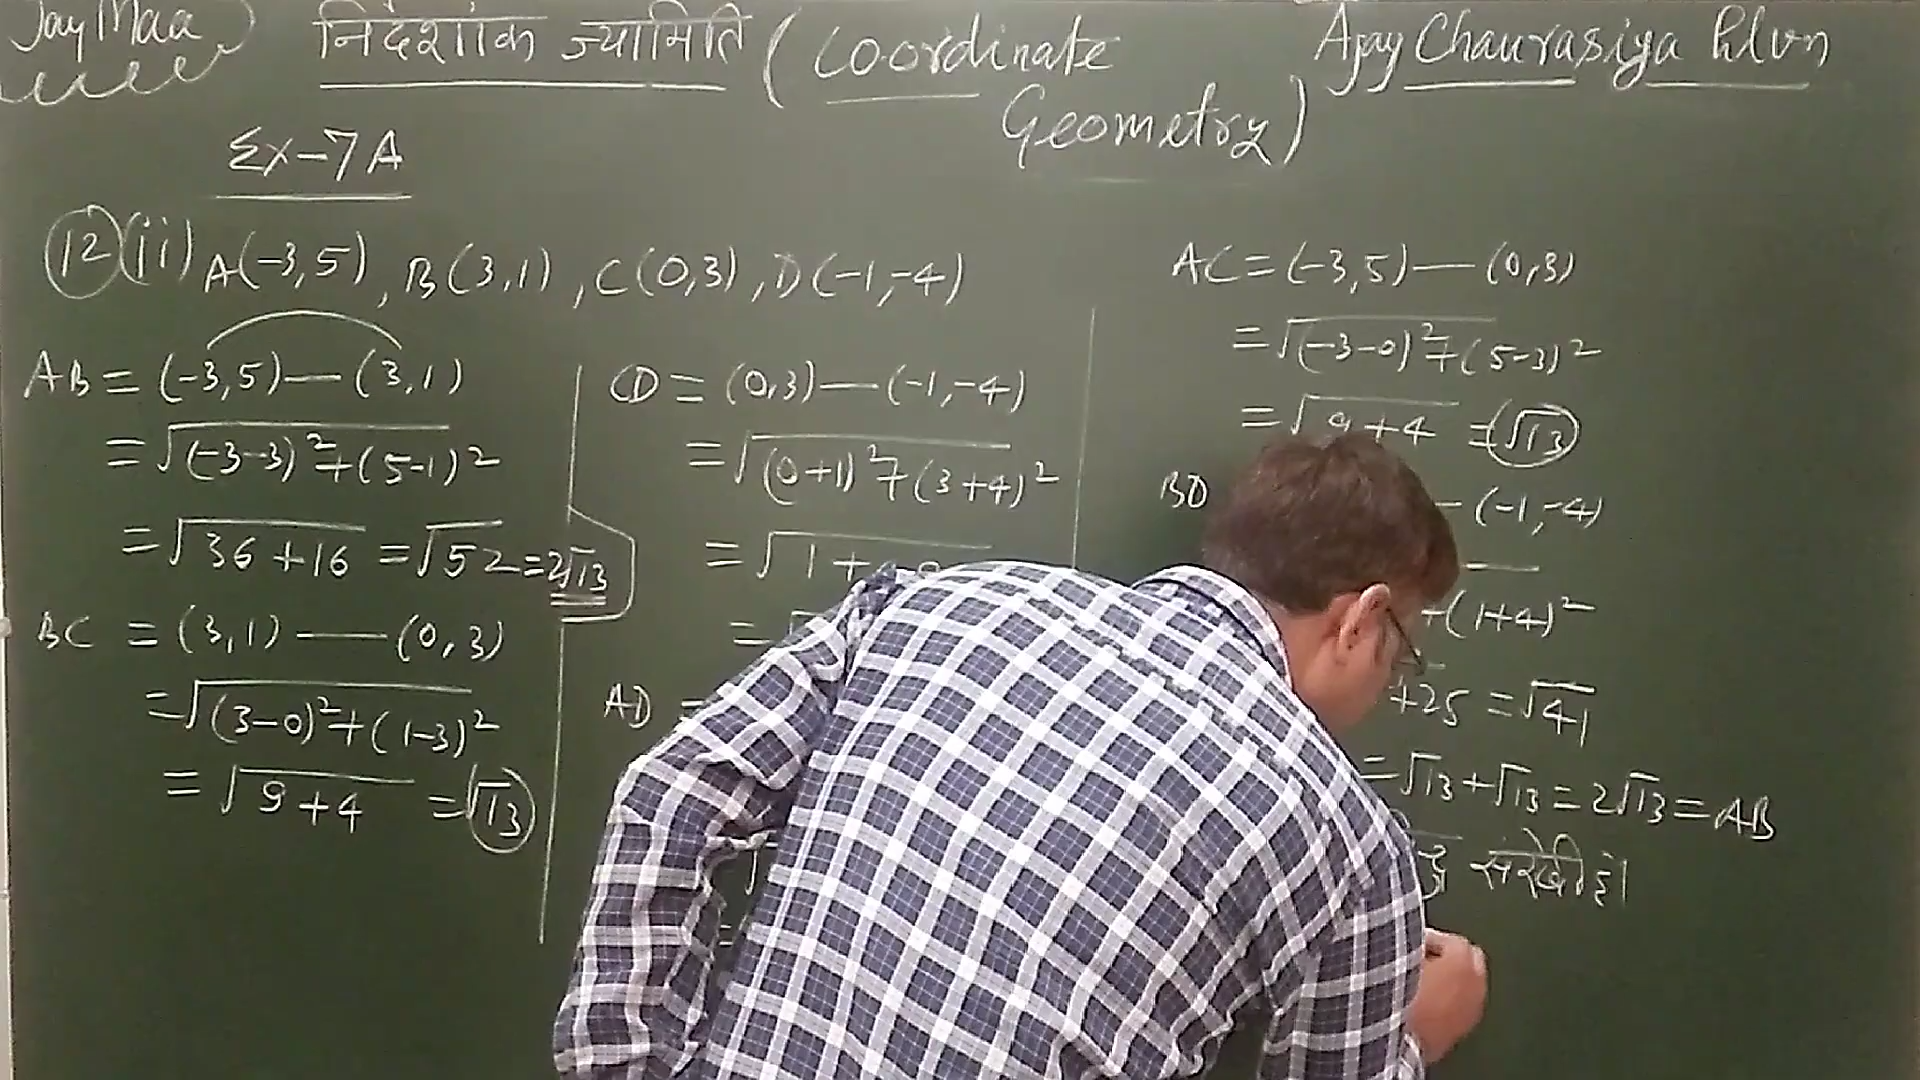 Jay Maa
निर्देशांक ज्यामिति (Coordinate Geometry)
Ajay Chaurasiya
Ex-7A
12 (ii) A(-3,5), B(3,1), C(0,3), D(-1,-4)
AB = (-3,5) — (3,1)
= √(-3-3)²+(5-1)²
= √36+16 = √52 = 2√13
BC = (3,1) — (0,3)
= √(3-0)²+(1-3)²
= √9+4 = √13
CD = (0,3) — (-1,-4)
= √(0+1)²+(3+4)²
= √1+
=
AD =
AC = (-3,5) — (0,3)
= √(-3-0)²+(5-3)²
= √9+4 = √13
BD
— (-1,-4)
+(1+4)²
+25 = √41
= √13+√13 = 2√13 = AB
संरेखी हैं।